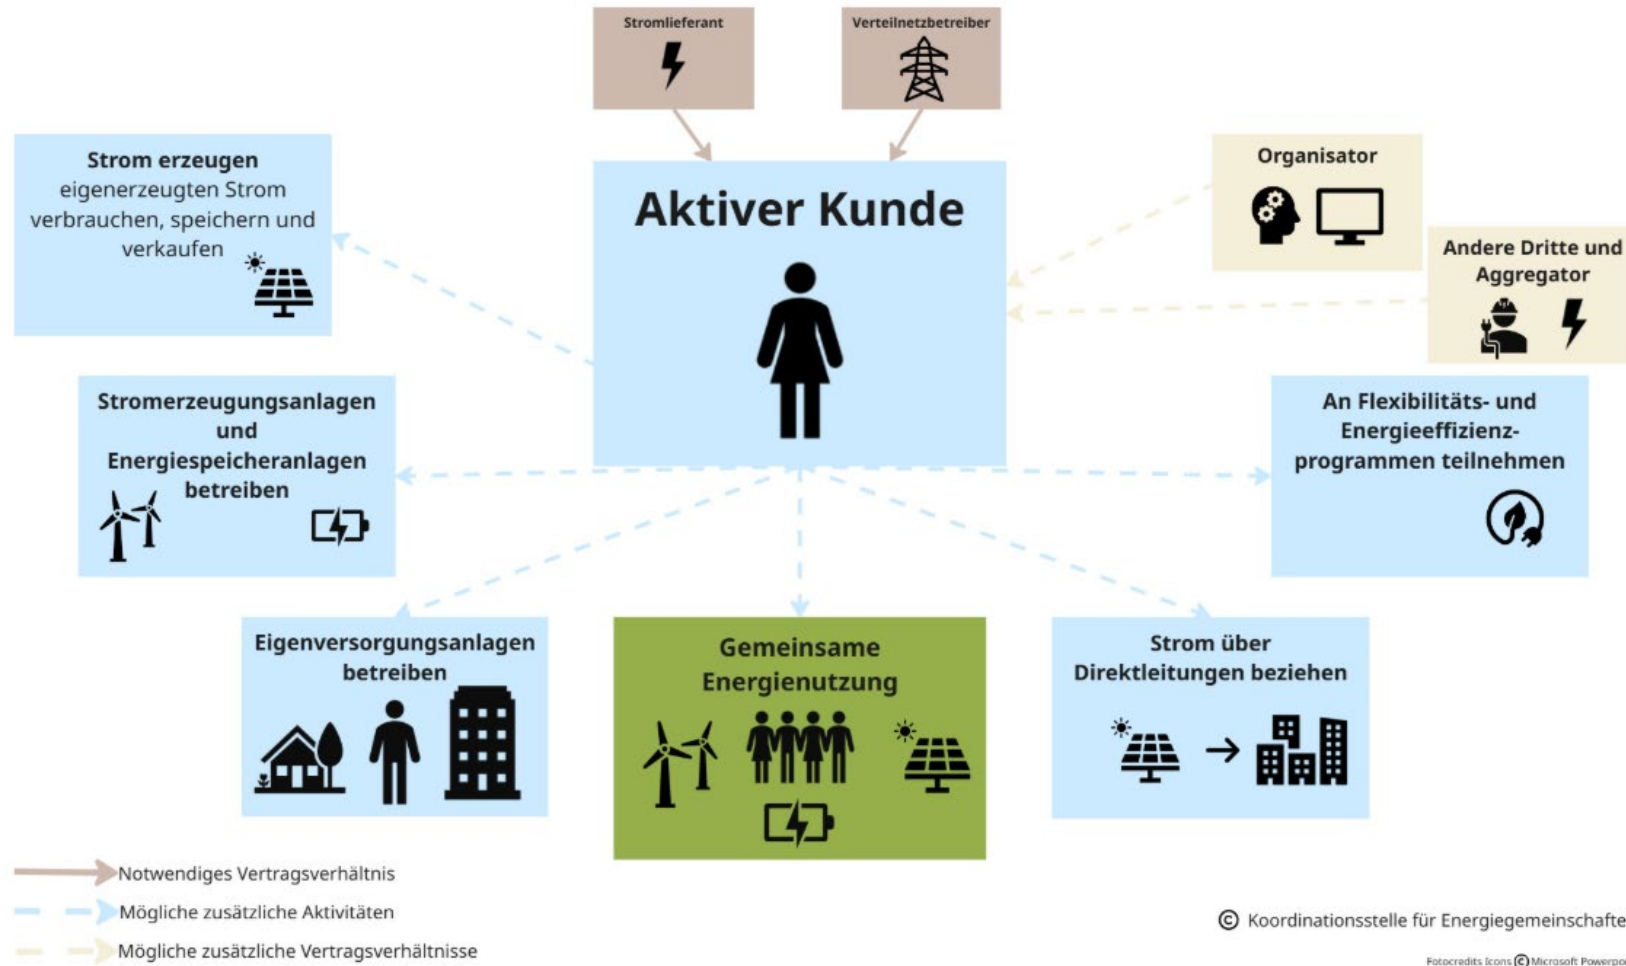 Stromlieferant
Verteilnetzbetreiber
Strom erzeugen
eigenerzeugten Strom
verbrauchen, speichern und
verkaufen
Aktiver Kunde
Organisator
Andere Dritte und
Aggregator
Stromerzeugungsanlagen
und
Energiespeicheranlagen
betreiben
An Flexibilitäts- und
Energieeffizienz-
programmen teilnehmen
Eigenversorgungsanlagen
betreiben
Gemeinsame
Energienutzung
Strom über
Direktleitungen beziehen
Notwendiges Vertragsverhältnis
Mögliche zusätzliche Aktivitäten
Mögliche zusätzliche Vertragsverhältnisse
© Koordinationsstelle für Energiegemeinschafte
Fotocredits Icons © Microsoft Powerpoi